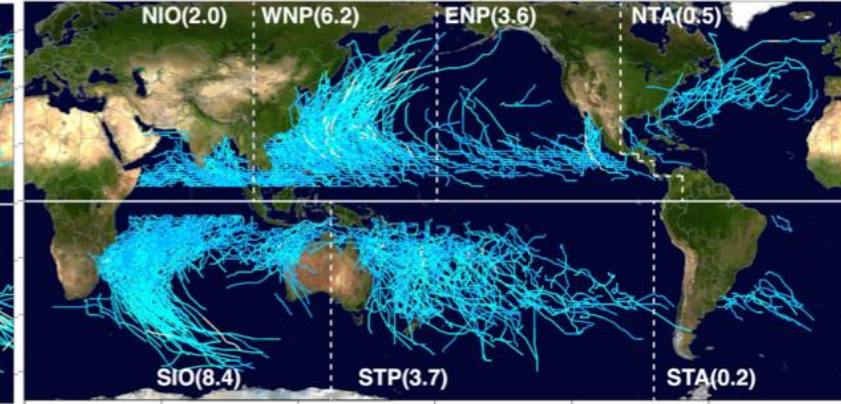 NIO(2.0) WNP(6.2) ENP(3.6) NTA(0.5)
SIO(8.4) STP(3.7) STA(0.2)